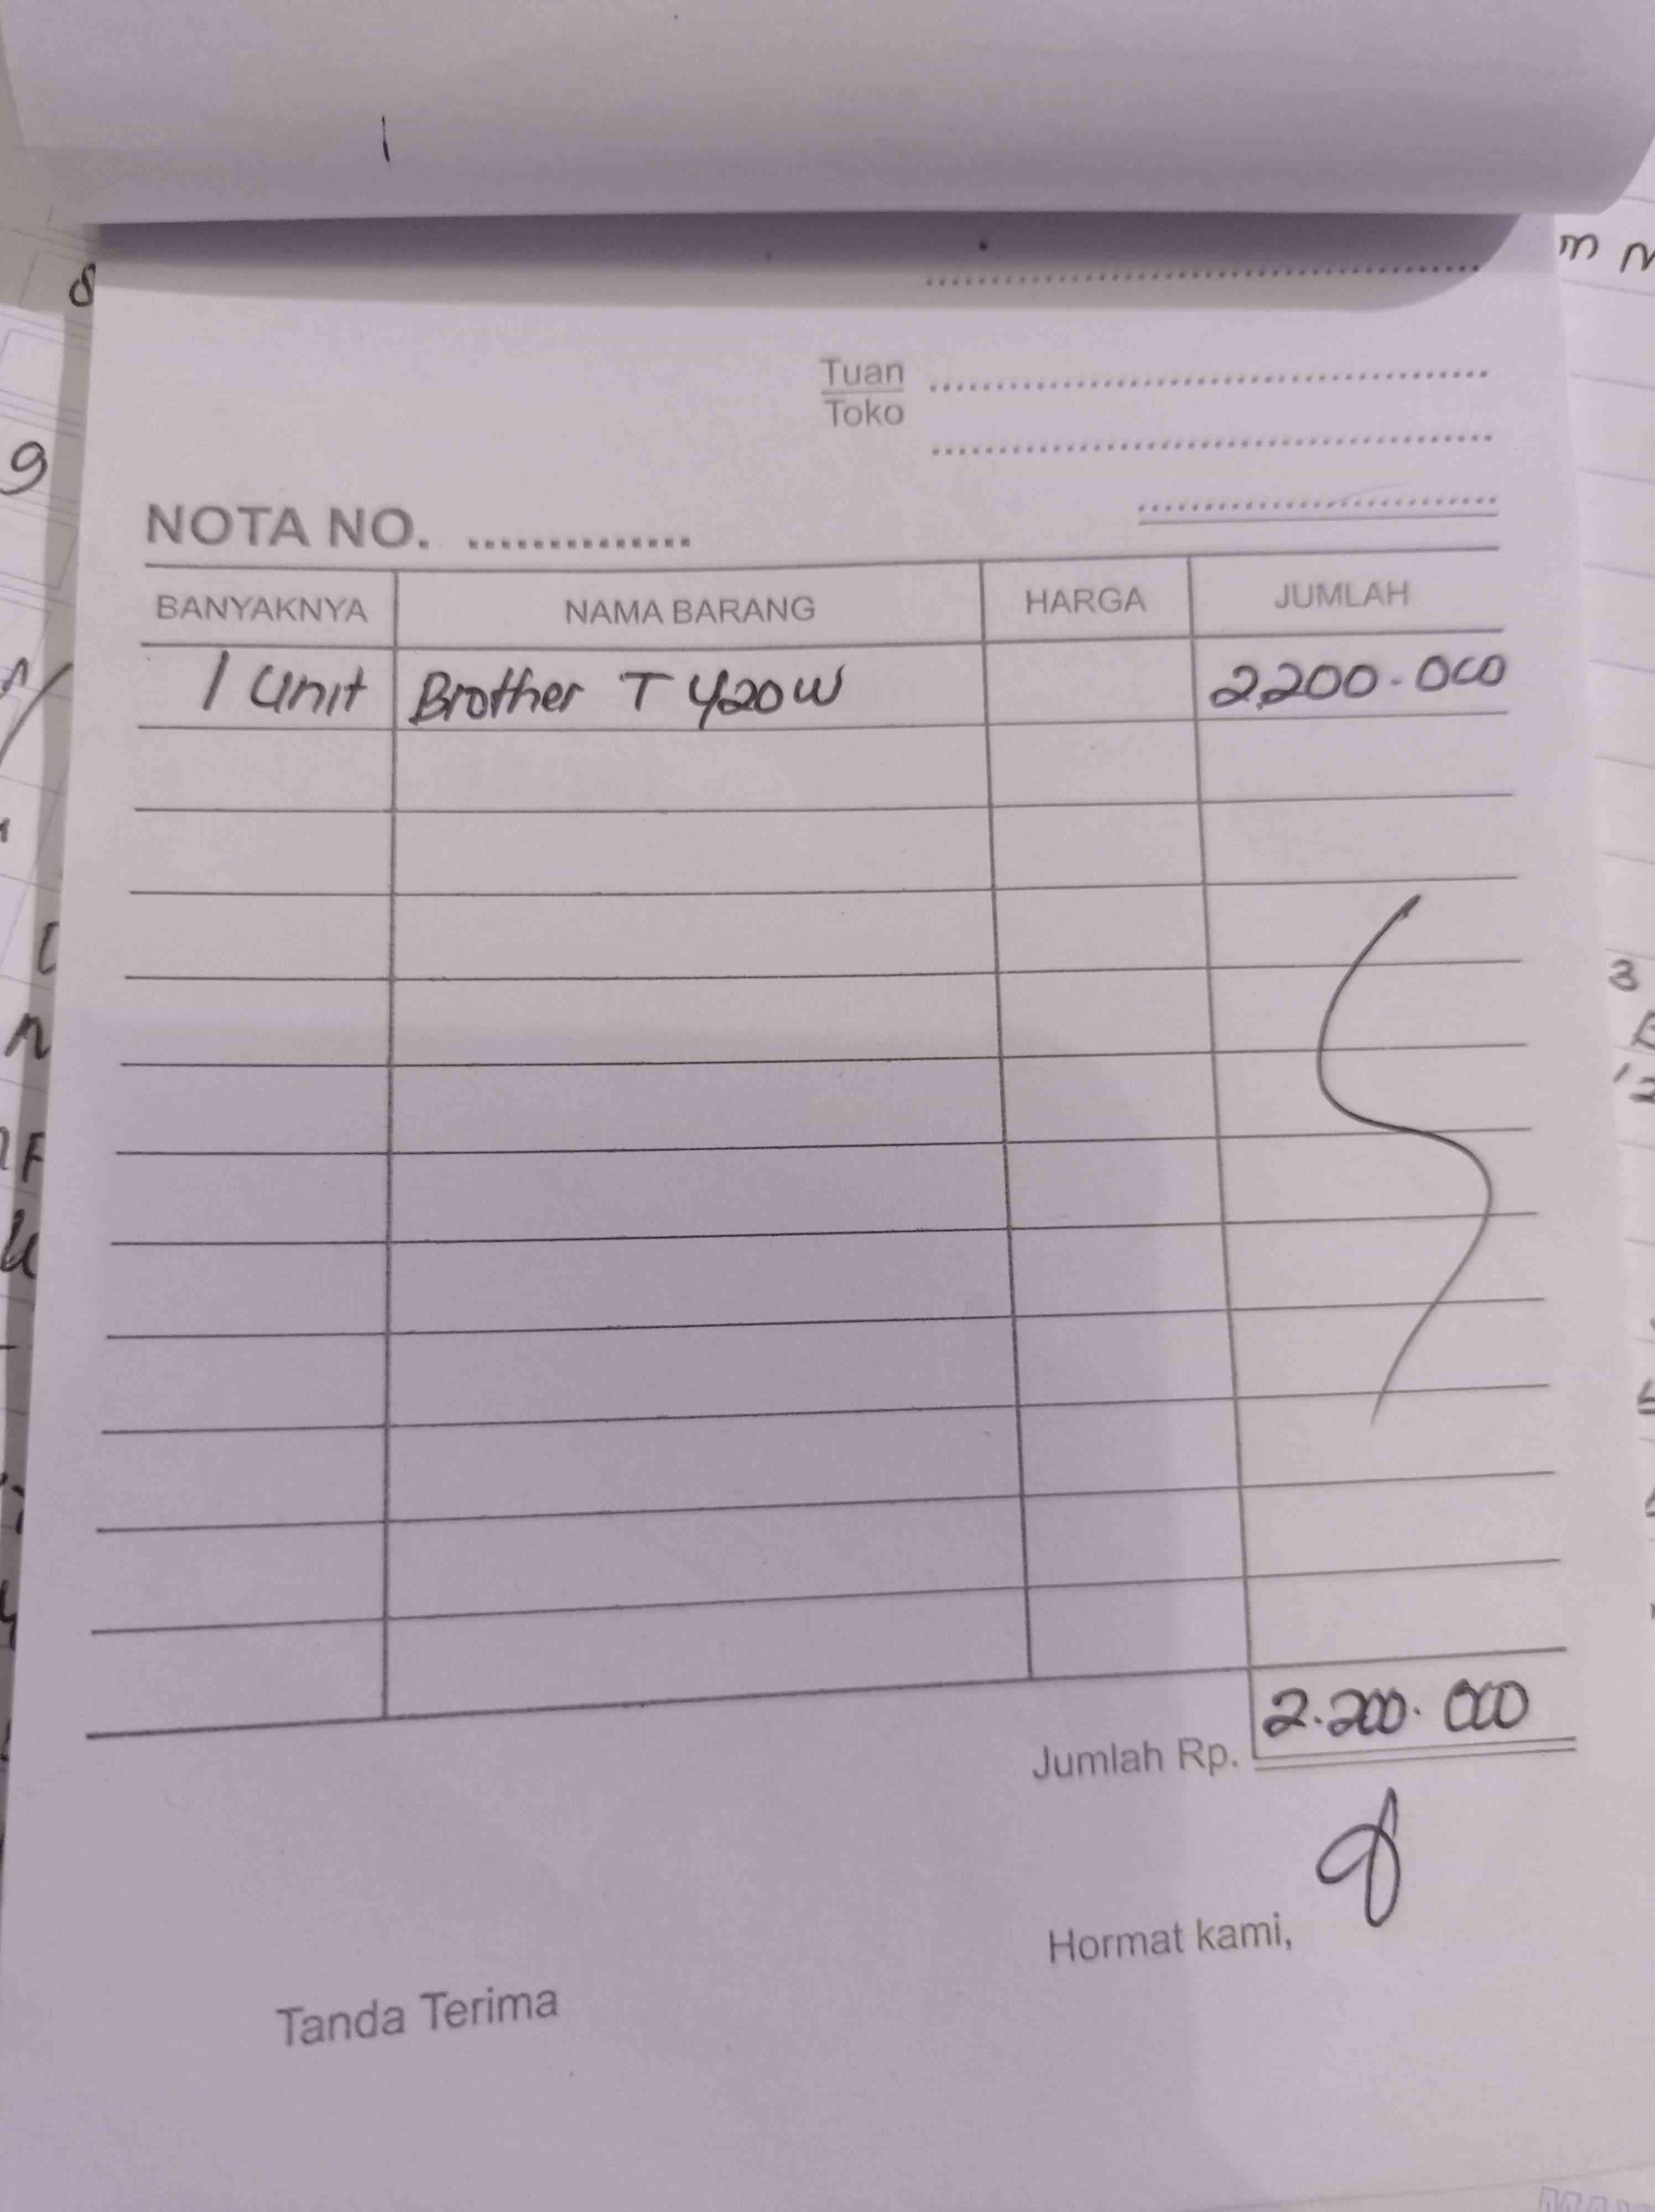 Tuan
Toko
NOTA NO. ..............
BANYAKNYA NAMA BARANG HARGA JUMLAH
1 Unit Brother T 420W 2.200.000
Jumlah Rp. 2.200.000
Hormat kami,
Tanda Terima